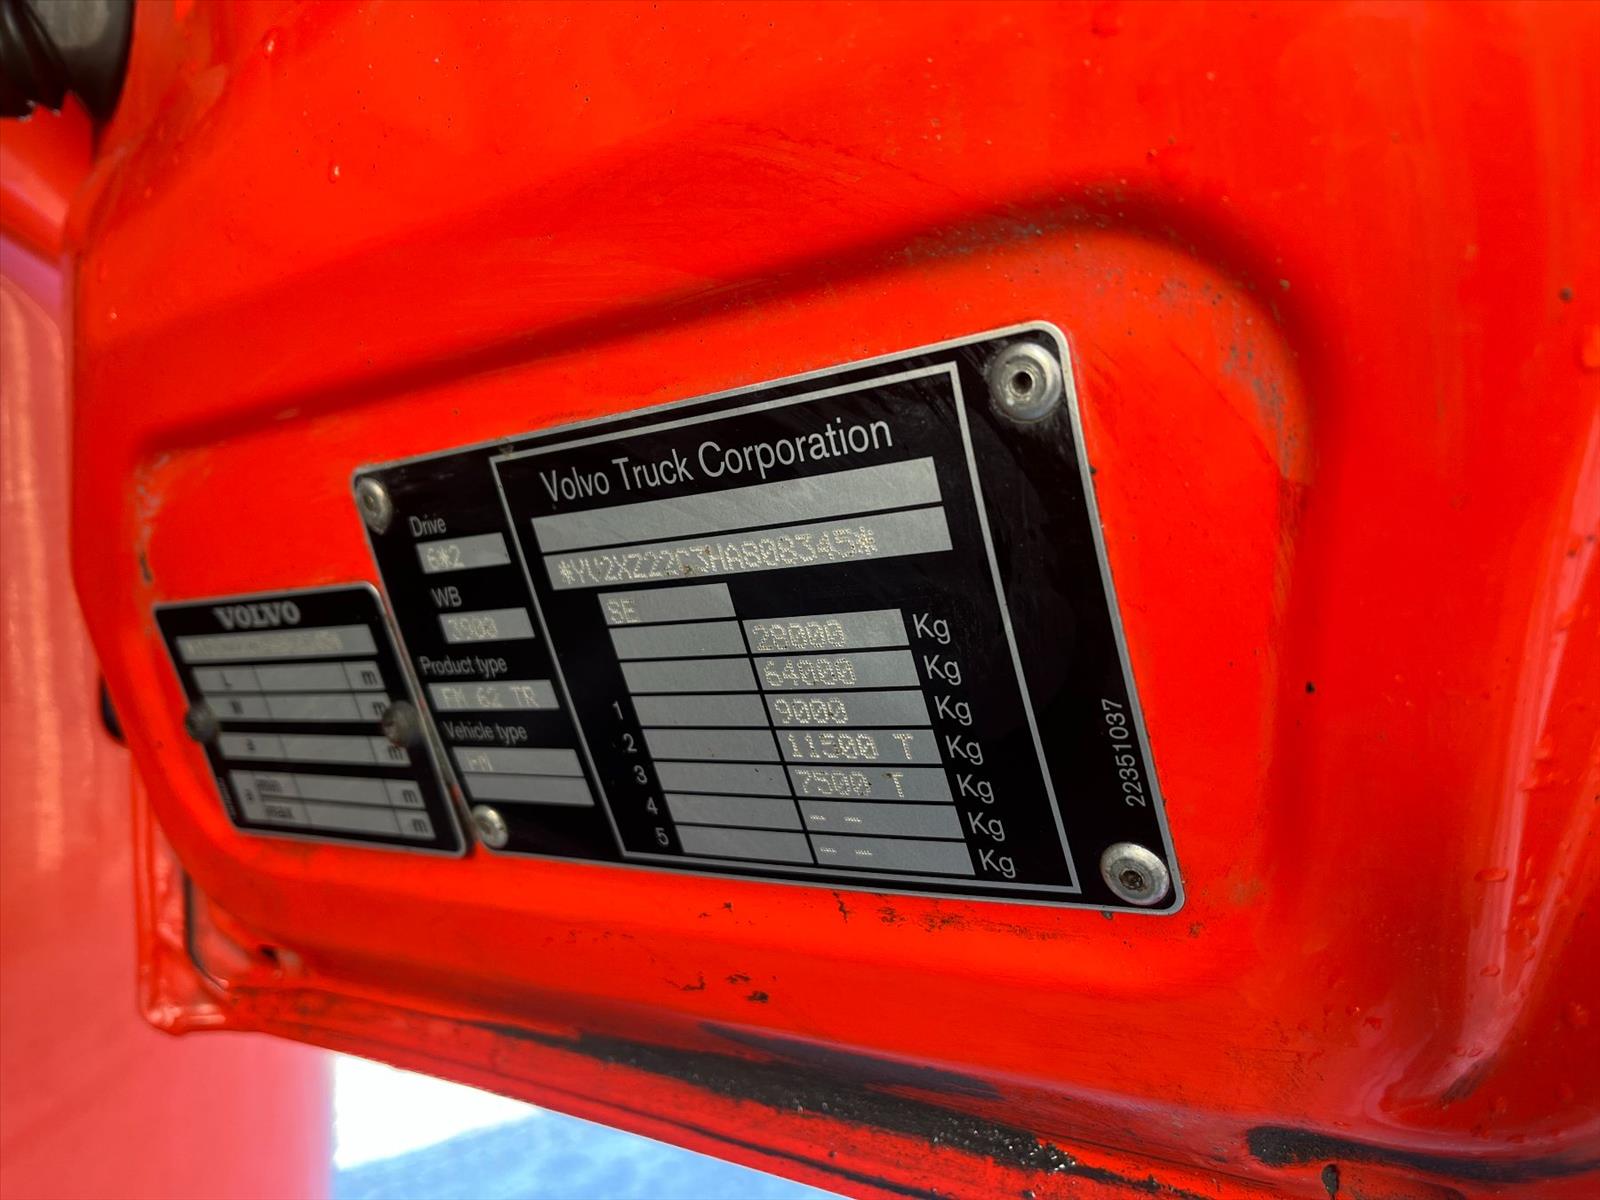 Volvo Truck Corporation
*YV2XZ22C3HA808345*
SE
28000 Kg
64000 Kg
1 9000 Kg
2 11500 T Kg
3 7500 T Kg
4 -- Kg
5 -- Kg
22351037
Drive
6*2
WB
3900
Product type
FM 62 TR
Vehicle type
FM
VOLVO
L m
W m
a m
a min m
max m